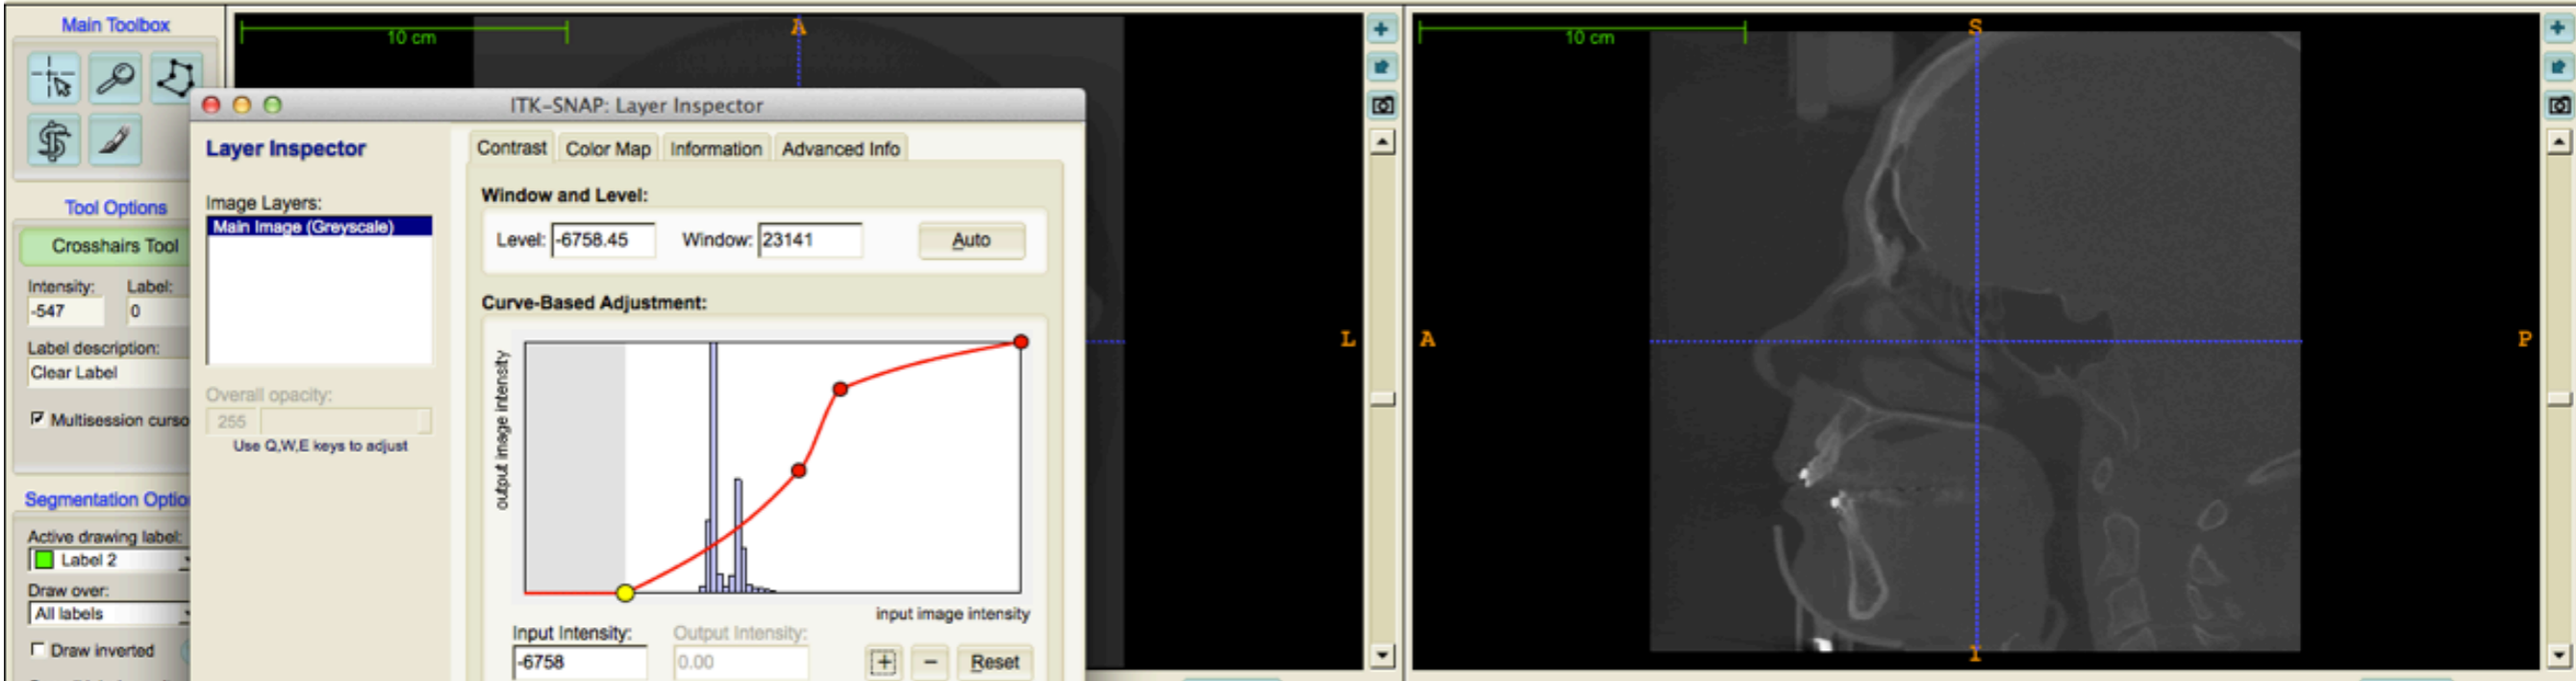 Main Toolbox
Tool Options
Crosshairs Tool
Intensity: Label:
-547 0
Label description:
Clear Label
Multisession curso
Segmentation Optio
Active drawing label:
Label 2
Draw over:
All labels
Draw inverted
ITK-SNAP: Layer Inspector
Layer Inspector
Image Layers:
Main Image (Greyscale)
Overall opacity:
255
Use Q,W,E keys to adjust
Contrast Color Map Information Advanced Info
Window and Level:
Level: -6758.45 Window: 23141 Auto
Curve-Based Adjustment:
output image intensity
input image intensity
Input Intensity: Output Intensity:
-6758 0.00 + - Reset
10 cm
A
L
10 cm
S
A
P
I